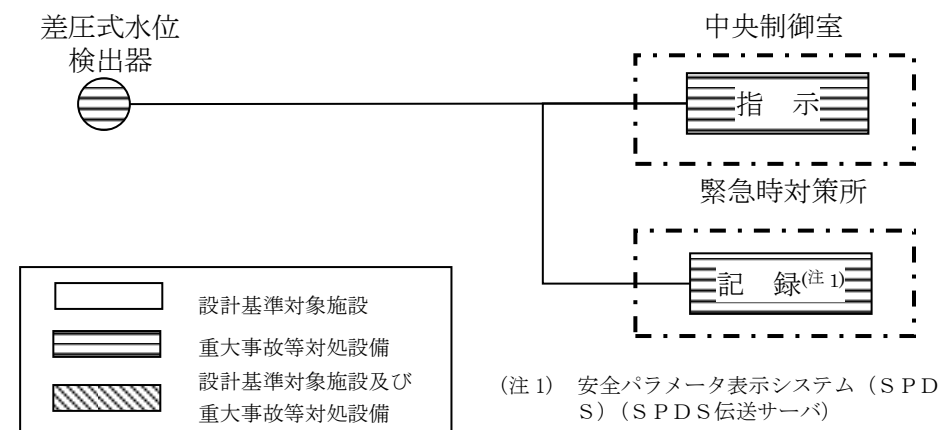 差圧式水位
検出器
中央制御室
指　示
緊急時対策所
記　録(注 1)
設計基準対象施設
重大事故等対処設備
設計基準対象施設及び
重大事故等対処設備
(注 1)　安全パラメータ表示システム（ＳＰＤ
Ｓ）（ＳＰＤＳ伝送サーバ）